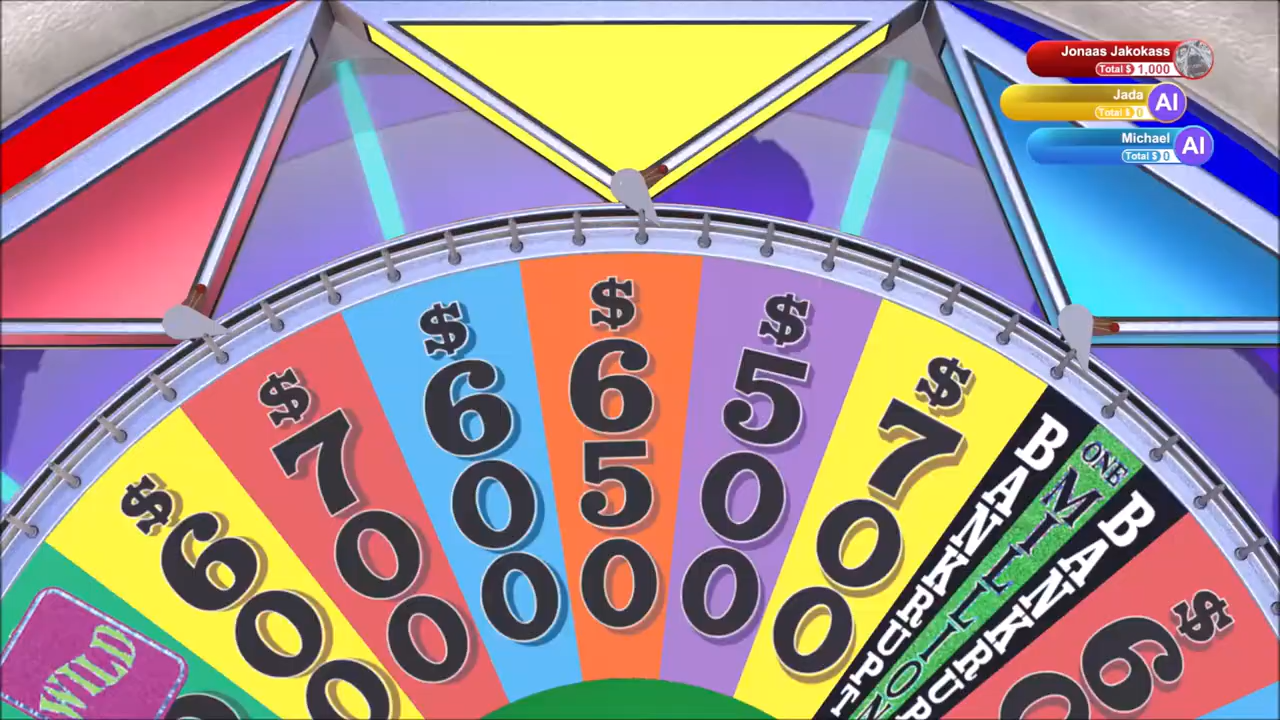 Jonaas Jakokass
Total $ 1,000
Jada
AI
Total $ 0
Michael
AI
Total $ 0
WILD
$600
$700
$600
$650
$500
$700
BANKRUPT
ONE MILLION
BANKRUPT
$6